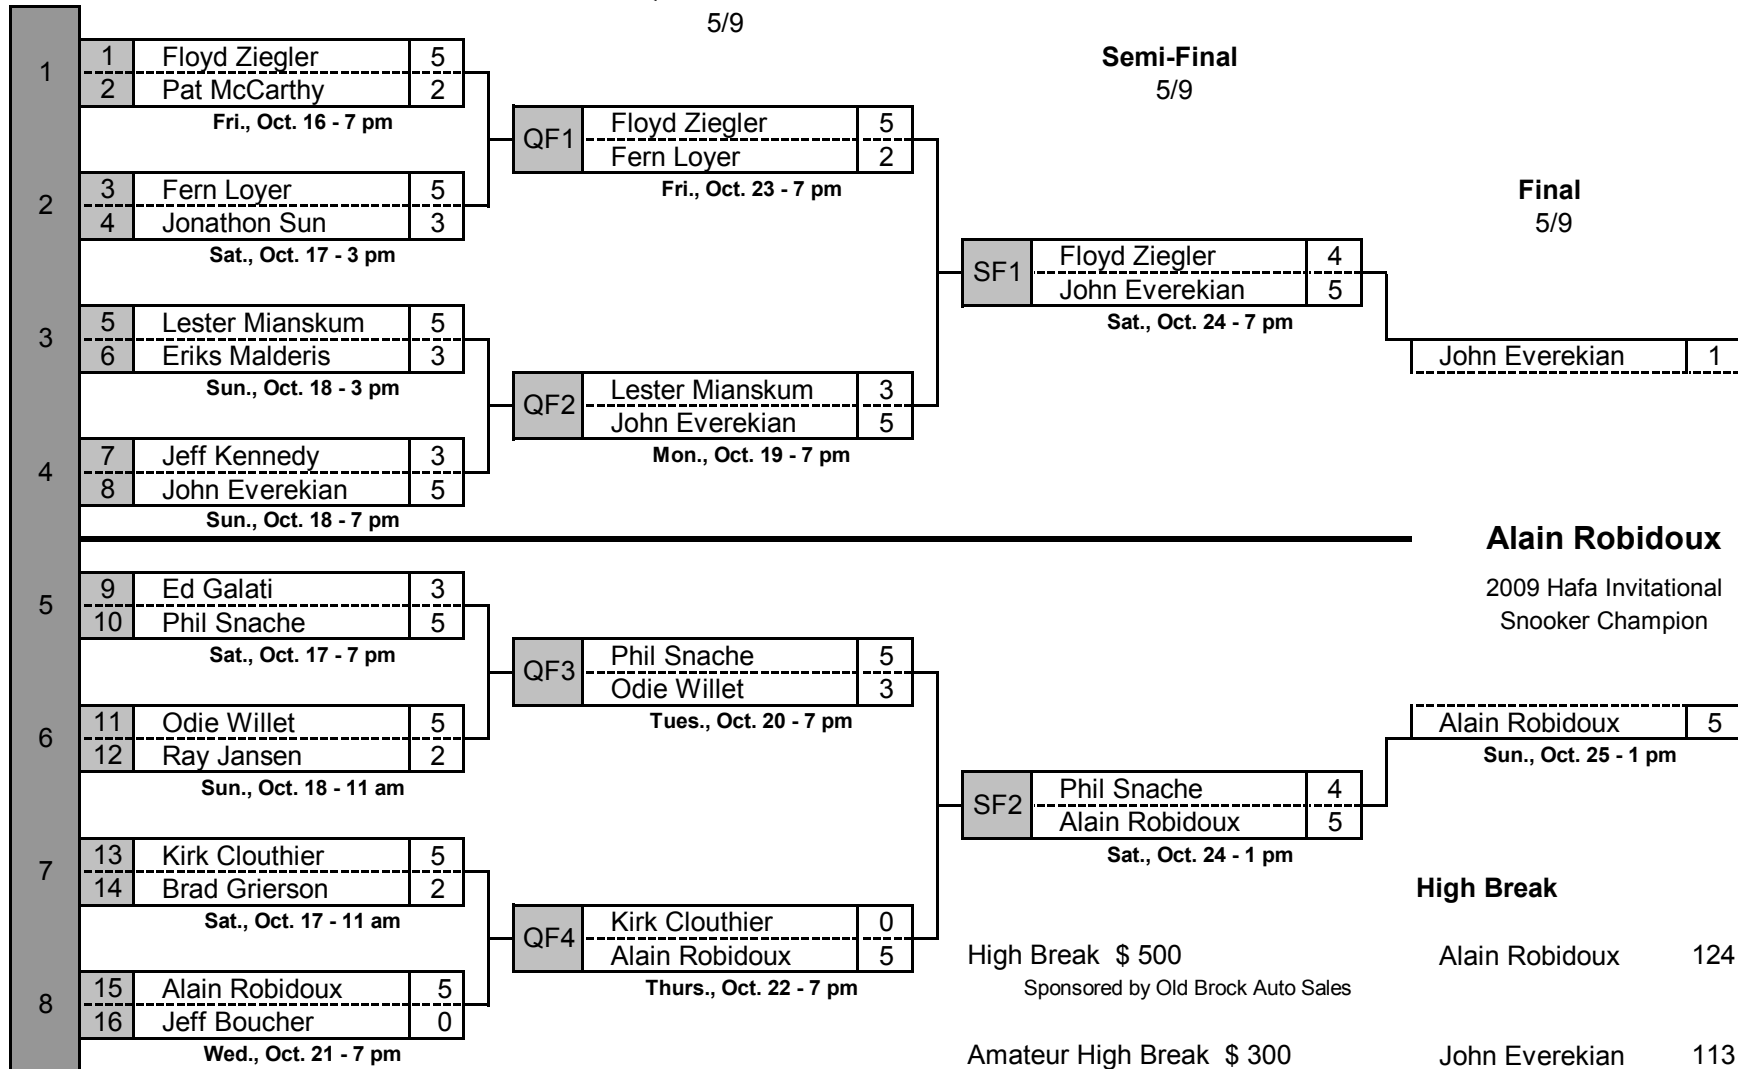 5/9
Semi-Final
5/9
Final
5/9
1
1 Floyd Ziegler 5
2 Pat McCarthy 2
Fri., Oct. 16 - 7 pm
2
3 Fern Loyer 5
4 Jonathon Sun 3
Sat., Oct. 17 - 3 pm
3
5 Lester Mianskum 5
6 Eriks Malderis 3
Sun., Oct. 18 - 3 pm
4
7 Jeff Kennedy 3
8 John Everekian 5
Sun., Oct. 18 - 7 pm
5
9 Ed Galati 3
10 Phil Snache 5
Sat., Oct. 17 - 7 pm
6
11 Odie Willet 5
12 Ray Jansen 2
Sun., Oct. 18 - 11 am
7
13 Kirk Clouthier 5
14 Brad Grierson 2
Sat., Oct. 17 - 11 am
8
15 Alain Robidoux 5
16 Jeff Boucher 0
Wed., Oct. 21 - 7 pm
QF1
Floyd Ziegler 5
Fern Loyer 2
Fri., Oct. 23 - 7 pm
QF2
Lester Mianskum 3
John Everekian 5
Mon., Oct. 19 - 7 pm
QF3
Phil Snache 5
Odie Willet 3
Tues., Oct. 20 - 7 pm
QF4
Kirk Clouthier 0
Alain Robidoux 5
Thurs., Oct. 22 - 7 pm
SF1
Floyd Ziegler 4
John Everekian 5
Sat., Oct. 24 - 7 pm
SF2
Phil Snache 4
Alain Robidoux 5
Sat., Oct. 24 - 1 pm
John Everekian 1
Alain Robidoux
2009 Hafa Invitational
Snooker Champion
Alain Robidoux 5
Sun., Oct. 25 - 1 pm
High Break
High Break $ 500 Alain Robidoux 124
Sponsored by Old Brock Auto Sales
Amateur High Break $ 300 John Everekian 113